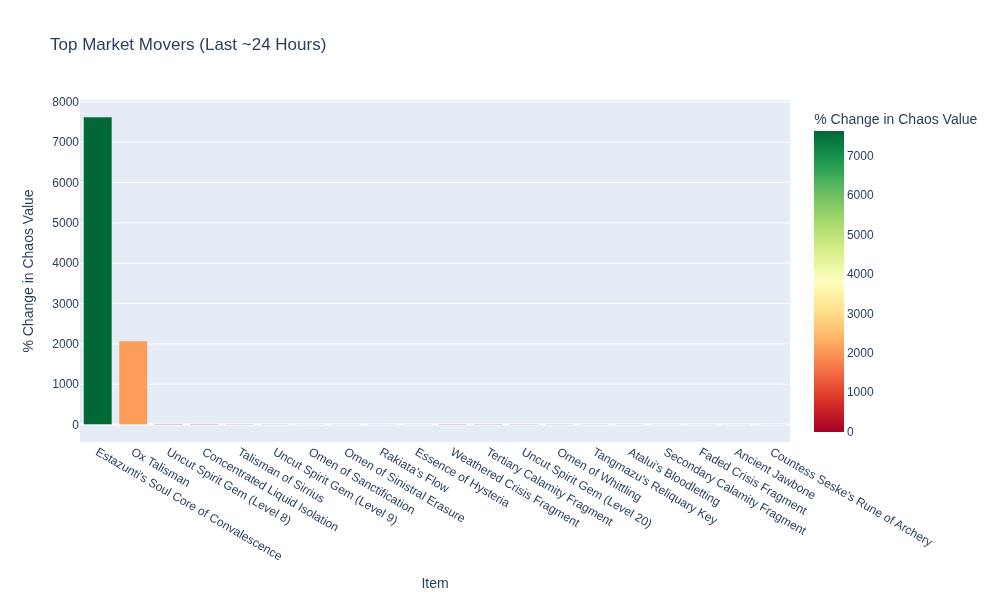 Top Market Movers (Last ~24 Hours)
% Change in Chaos Value
8000
7000
6000
5000
4000
3000
2000
1000
0
Estazunti's Soul Core of Convalescence
Ox Talisman
Uncut Spirit Gem (Level 8)
Concentrated Liquid Isolation
Talisman of Sirrius
Uncut Spirit Gem (Level 9)
Omen of Sanctification
Omen of Sinistral Erasure
Rakiata's Flow
Essence of Hysteria
Weathered Crisis Fragment
Tertiary Calamity Fragment
Uncut Spirit Gem (Level 20)
Omen of Whittling
Tangmazu's Reliquary Key
Atalui's Bloodletting
Secondary Calamity Fragment
Faded Crisis Fragment
Ancient Jawbone
Countess Seske's Rune of Archery
Item
% Change in Chaos Value
7000
6000
5000
4000
3000
2000
1000
0